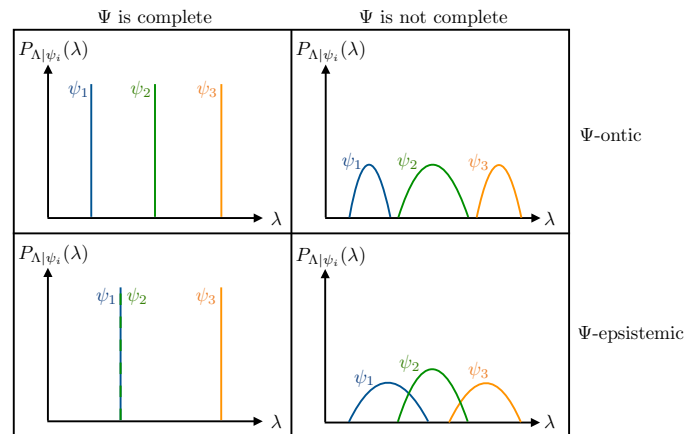 Ψ is complete
Ψ is not complete
P_{Λ|ψ_i}(λ)
ψ_1
ψ_2
ψ_3
λ
P_{Λ|ψ_i}(λ)
ψ_1
ψ_2
ψ_3
λ
Ψ-ontic
P_{Λ|ψ_i}(λ)
ψ_1
ψ_2
ψ_3
λ
P_{Λ|ψ_i}(λ)
ψ_1
ψ_2
ψ_3
λ
Ψ-epsistemic